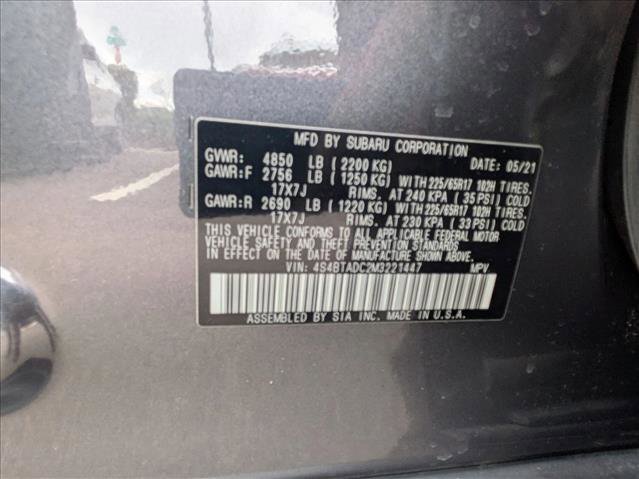 MFD BY SUBARU CORPORATION
GVWR: 4850 LB (2200 KG) DATE: 05/21
GAWR:F 2756 LB (1250 KG) WITH 225/65R17 102H TIRES.
17X7J RIMS. AT 240 KPA (35 PSI) COLD
GAWR:R 2690 LB (1220 KG) WITH 225/65R17 102H TIRES.
17X7J RIMS. AT 230 KPA (33 PSI) COLD
THIS VEHICLE CONFORMS TO ALL APPLICABLE FEDERAL MOTOR
VEHICLE SAFETY AND THEFT PREVENTION STANDARDS
IN EFFECT ON THE DATE OF MANUFACTURE SHOWN ABOVE.
VIN: 4S4BTADC2M3221447 MPV
ASSEMBLED BY SIA INC. MADE IN U.S.A.